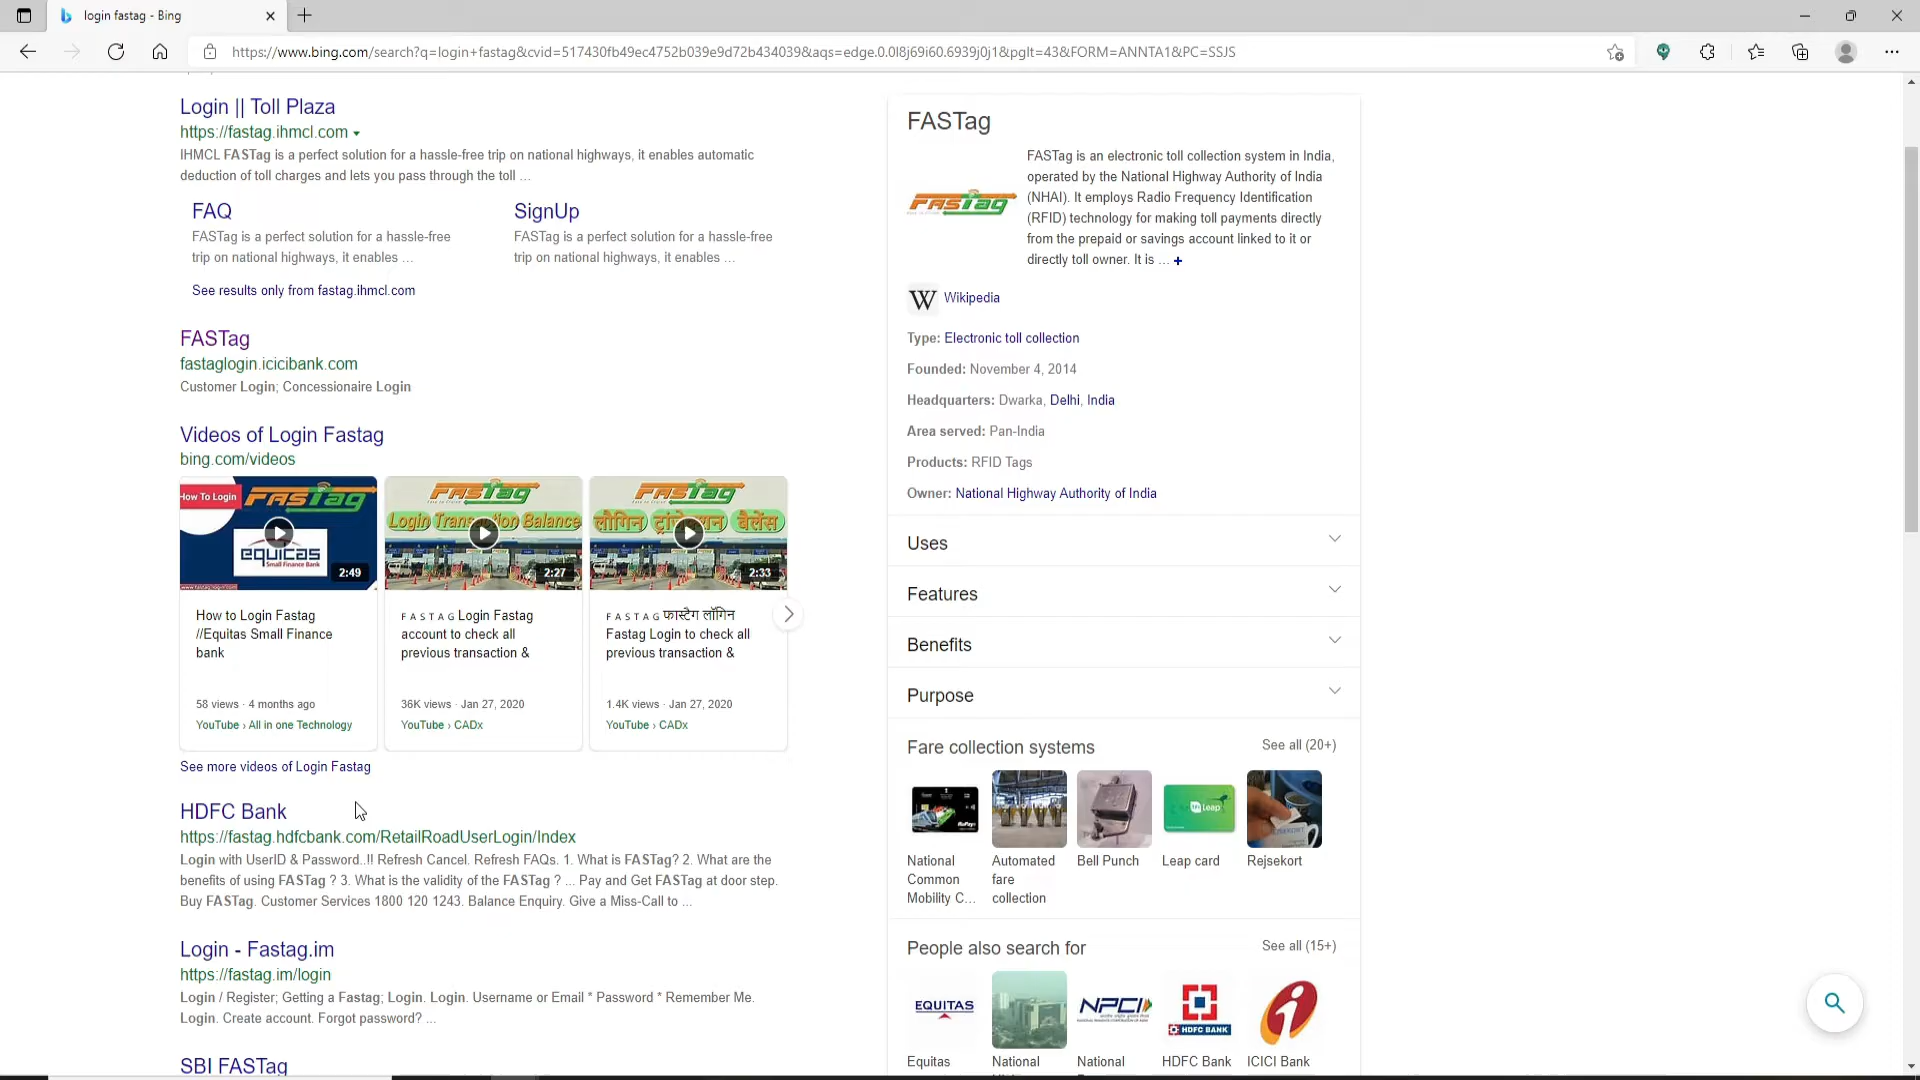 login fastag - Bing
https://www.bing.com/search?q=login+fastag&cvid=517430fb49ec4752b039e9d72b434039&aqs=edge.0.0l8j69i60.6939j0j1&pglt=43&FORM=ANNTA1&PC=SSJS
Login || Toll Plaza
https://fastag.ihmcl.com
IHMCL FASTag is a perfect solution for a hassle-free trip on national highways, it enables automatic
deduction of toll charges and lets you pass through the toll ...
FAQ
FASTag is a perfect solution for a hassle-free
trip on national highways, it enables ...
SignUp
FASTag is a perfect solution for a hassle-free
trip on national highways, it enables ...
See results only from fastag.ihmcl.com
FASTag
fastaglogin.icicibank.com
Customer Login; Concessionaire Login
Videos of Login Fastag
bing.com/videos
How To Login
FASTag
equicas
Small Finance Bank
2:49
How to Login Fastag
//Equitas Small Finance
bank
58 views · 4 months ago
YouTube › All in one Technology
FASTag
Login Transaction Balance
2:27
F A S T A G Login Fastag
account to check all
previous transaction &
36K views · Jan 27, 2020
YouTube › CADx
FASTag
लौगिन ट्रांजेक्शन बैलेंस
2:33
F A S T A G फास्टैग लॉगिन
Fastag Login to check all
previous transaction &
1.4K views · Jan 27, 2020
YouTube › CADx
See more videos of Login Fastag
HDFC Bank
https://fastag.hdfcbank.com/RetailRoadUserLogin/Index
Login with UserID & Password..!! Refresh Cancel. Refresh FAQs. 1. What is FASTag? 2. What are the
benefits of using FASTag ? 3. What is the validity of the FASTag ? ... Pay and Get FASTag at door step.
Buy FASTag. Customer Services 1800 120 1243. Balance Enquiry. Give a Miss-Call to ...
Login - Fastag.im
https://fastag.im/login
Login / Register; Getting a Fastag; Login. Login. Username or Email * Password * Remember Me.
Login. Create account. Forgot password? ...
SBI FASTag
FASTag
FASTag
FASTag is an electronic toll collection system in India,
operated by the National Highway Authority of India
(NHAI). It employs Radio Frequency Identification
(RFID) technology for making toll payments directly
from the prepaid or savings account linked to it or
directly toll owner. It is ... +
W Wikipedia
Type: Electronic toll collection
Founded: November 4, 2014
Headquarters: Dwarka, Delhi, India
Area served: Pan-India
Products: RFID Tags
Owner: National Highway Authority of India
Uses
Features
Benefits
Purpose
Fare collection systems
See all (20+)
Leap
National
Common
Mobility C...
Automated
fare
collection
Bell Punch
Leap card
Rejsekort
People also search for
See all (15+)
EQUITAS
NPCI
HDFC BANK
Equitas
National
National
HDFC Bank
ICICI Bank